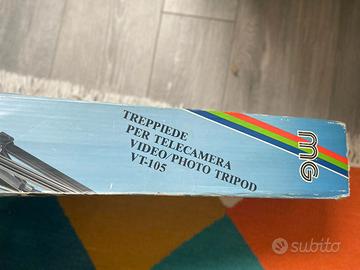 TREPPIEDE
PER TELECAMERA
VIDEO/PHOTO TRIPOD
VT-105
mG
subito